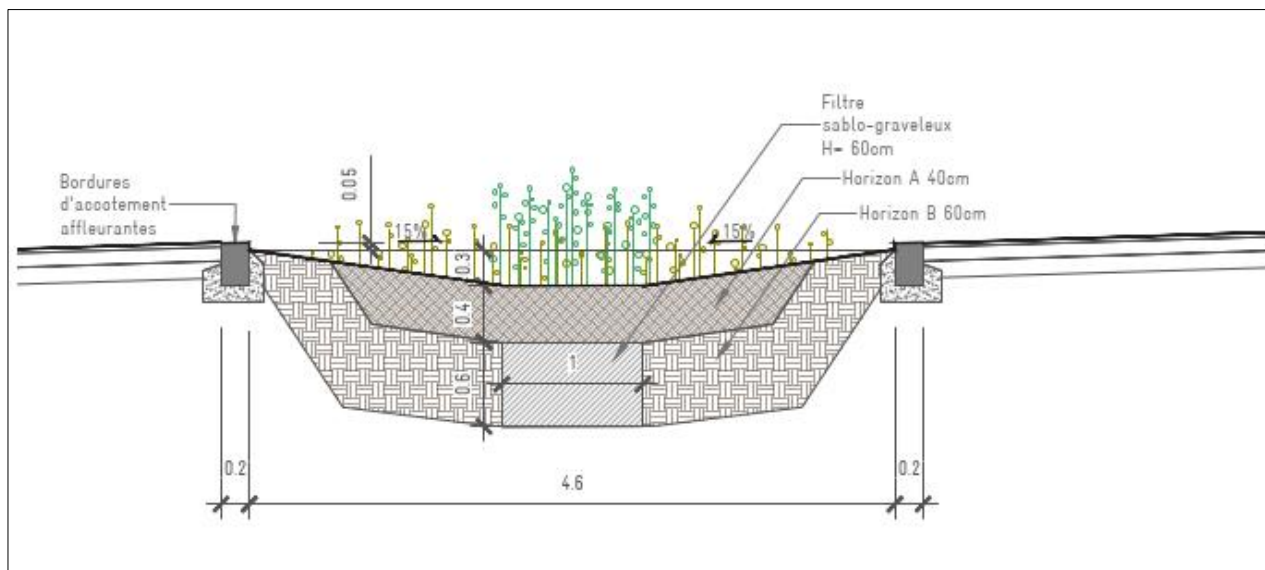 Filtre
sablo-graveleux
H= 60cm
Horizon A 40cm
Horizon B 60cm
Bordures
d'accotement
affleurantes
0.05
15%
15%
0.3
0.4
0.6
1
0.2
4.6
0.2